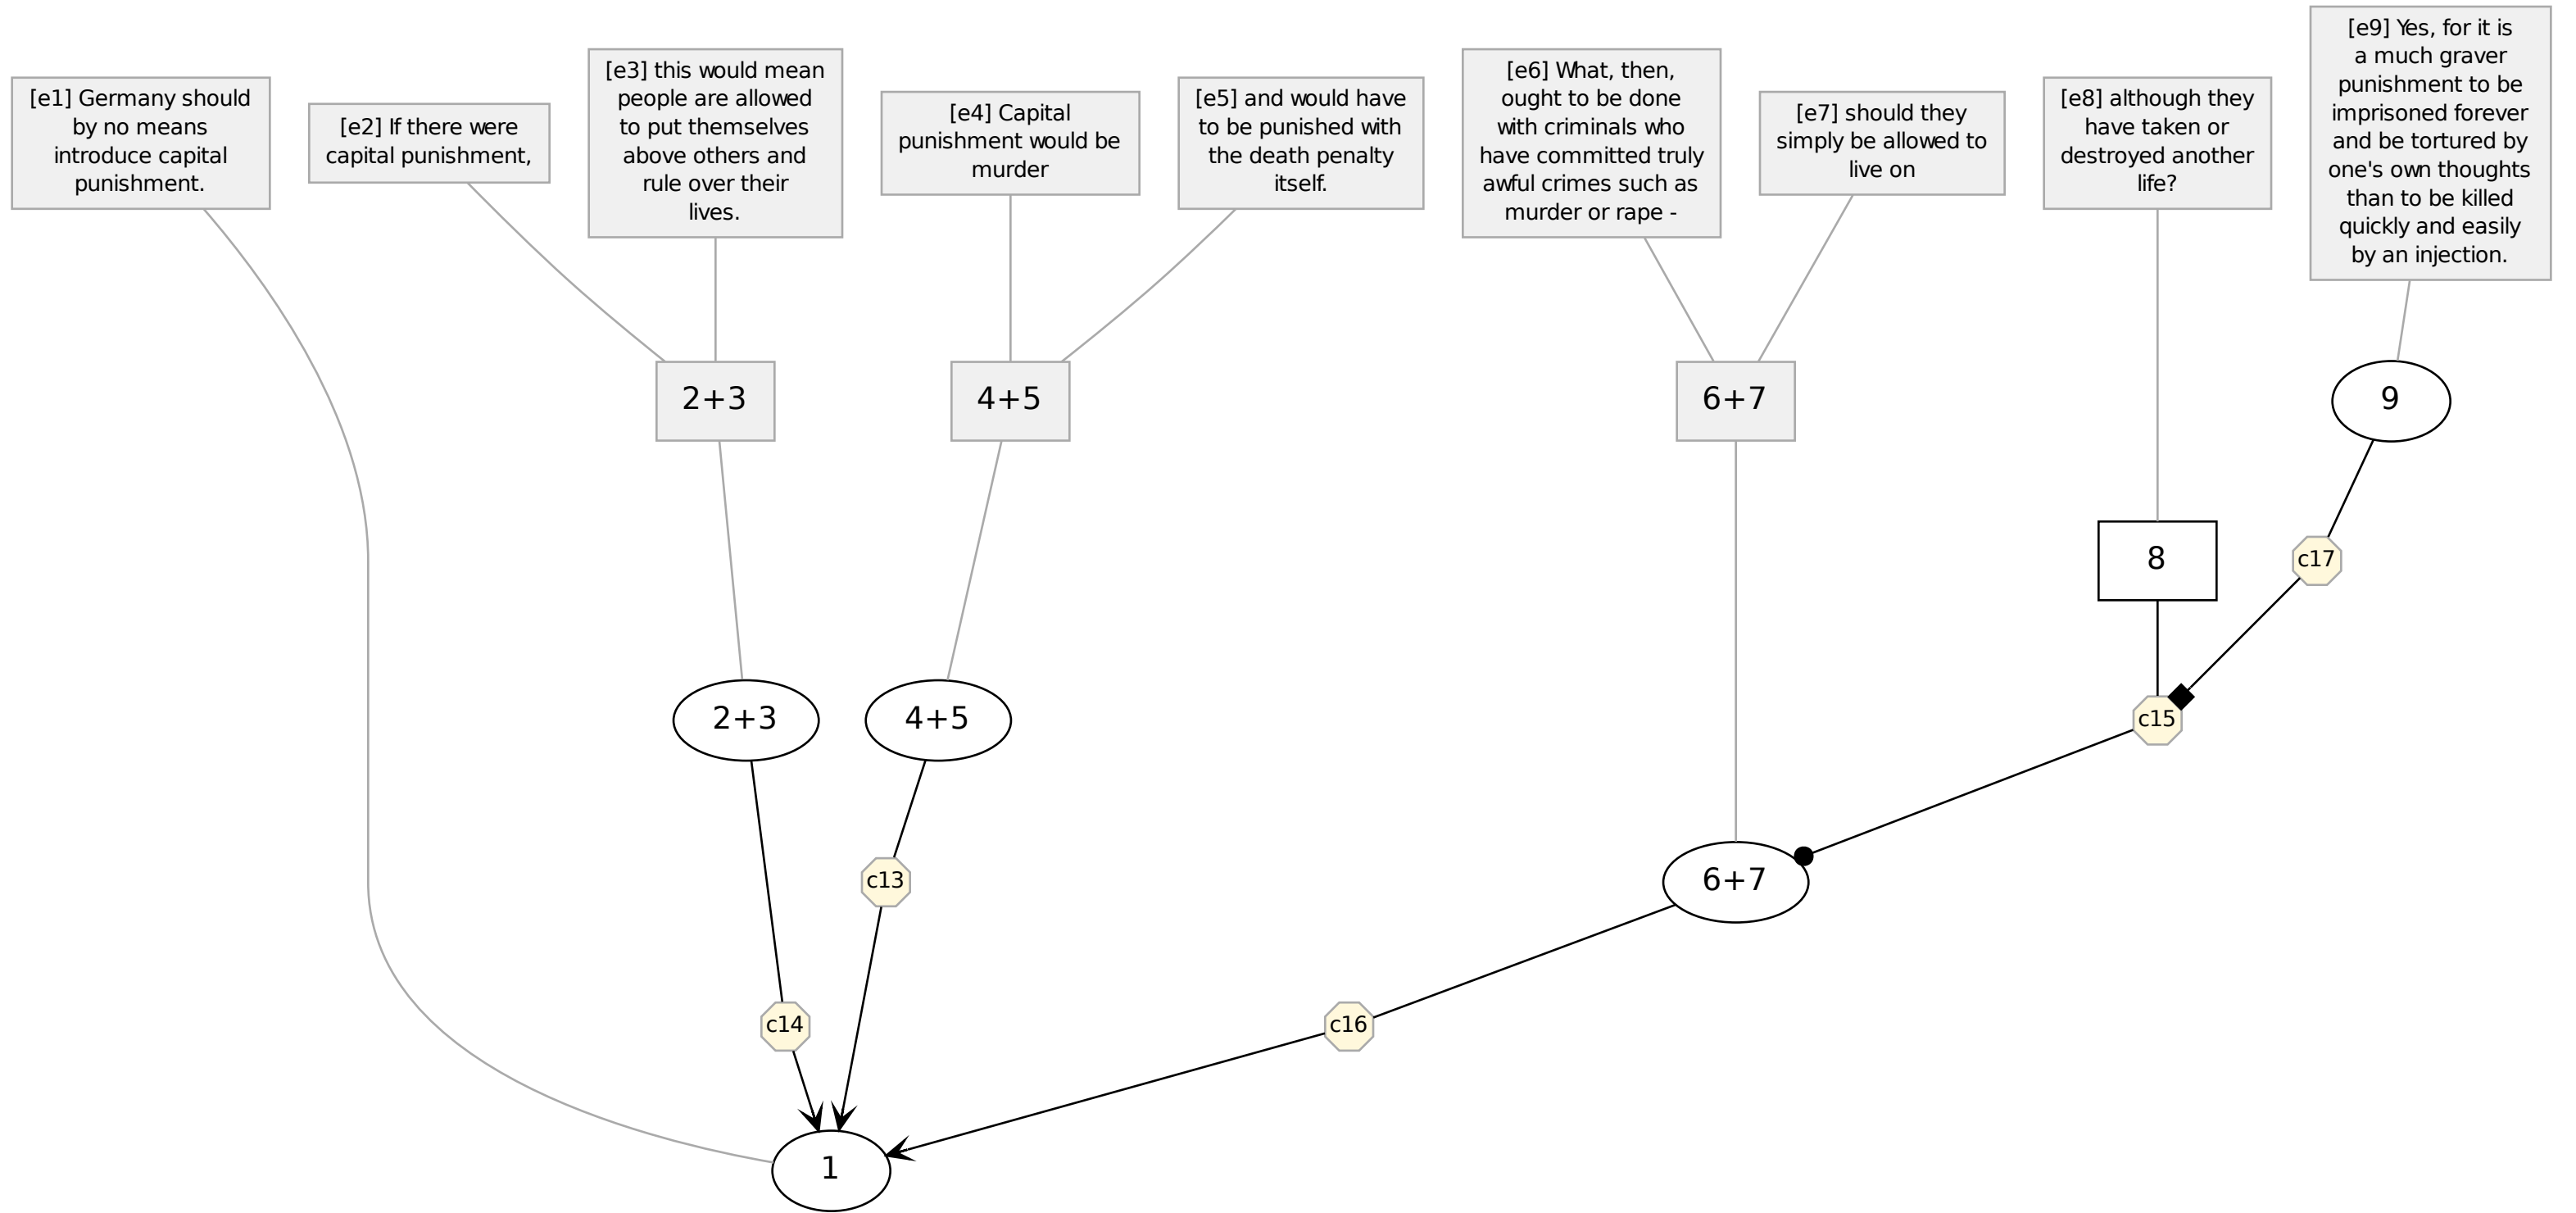 [e1] Germany should
by no means
introduce capital
punishment.
[e2] If there were
capital punishment,
[e3] this would mean
people are allowed
to put themselves
above others and
rule over their
lives.
[e4] Capital
punishment would be
murder
[e5] and would have
to be punished with
the death penalty
itself.
[e6] What, then,
ought to be done
with criminals who
have committed truly
awful crimes such as
murder or rape -
[e7] should they
simply be allowed to
live on
[e8] although they
have taken or
destroyed another
life?
[e9] Yes, for it is
a much graver
punishment to be
imprisoned forever
and be tortured by
one's own thoughts
than to be killed
quickly and easily
by an injection.
2+3
4+5
6+7
9
8
c17
2+3
4+5
c15
c13
6+7
c14
c16
1